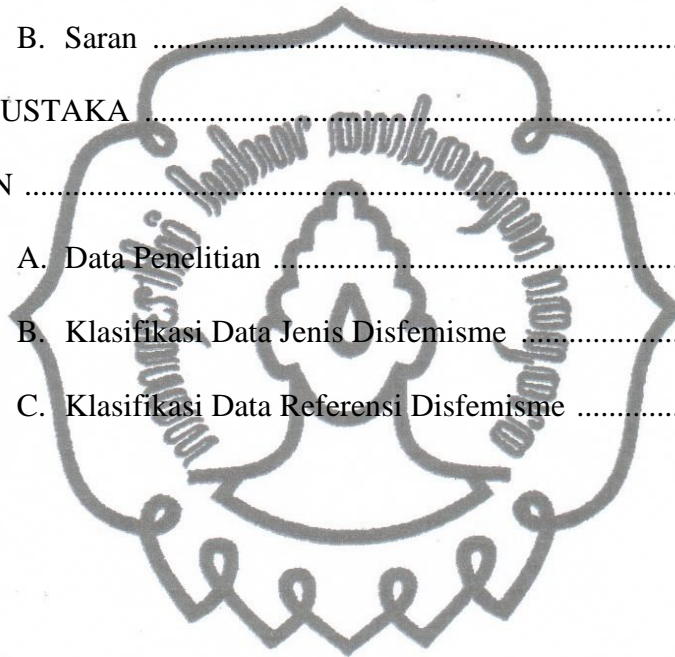 B. Saran ........................................................................
USTAKA ........................................................................
N ........................................................................
A. Data Penelitian ........................................................
B. Klasifikasi Data Jenis Disfemisme ......................
C. Klasifikasi Data Referensi Disfemisme ..............